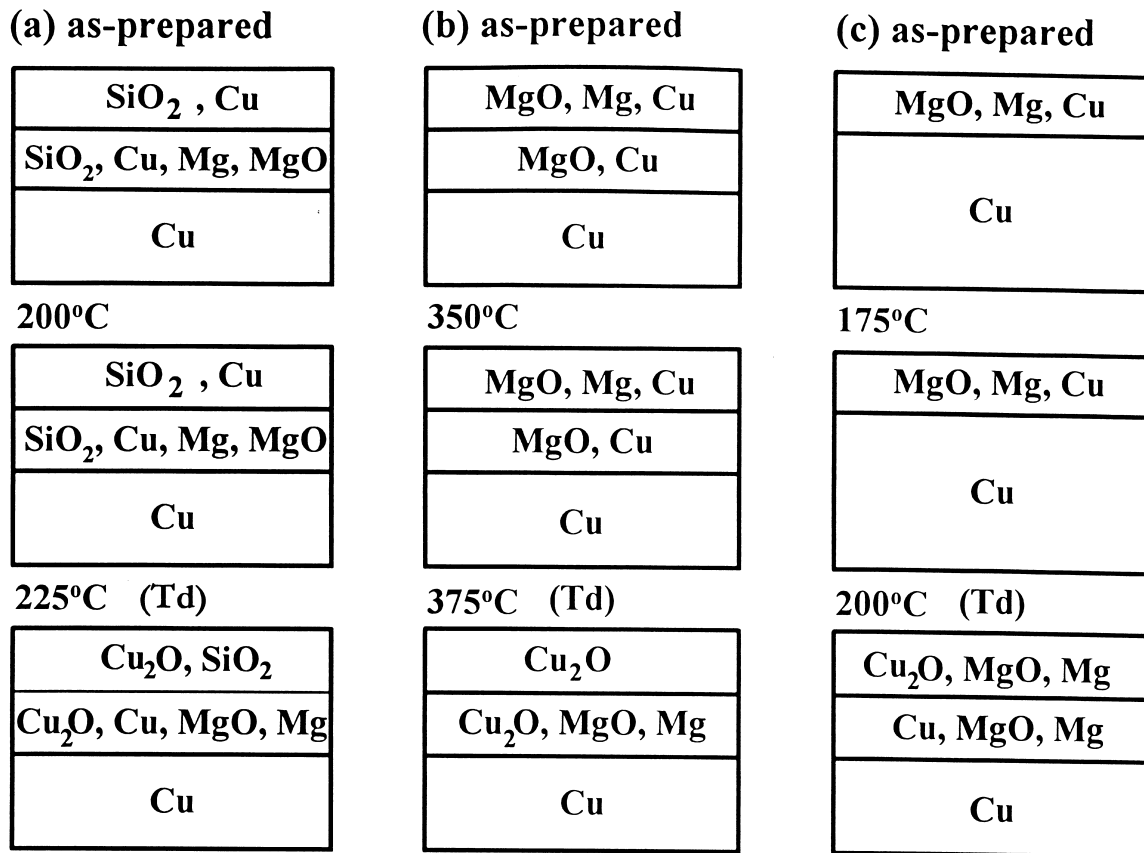 (a) as-prepared
SiO₂ , Cu
SiO₂, Cu, Mg, MgO
Cu
200°C
SiO₂ , Cu
SiO₂, Cu, Mg, MgO
Cu
225°C (Td)
Cu₂O, SiO₂
Cu₂O, Cu, MgO, Mg
Cu
(b) as-prepared
MgO, Mg, Cu
MgO, Cu
Cu
350°C
MgO, Mg, Cu
MgO, Cu
Cu
375°C (Td)
Cu₂O
Cu₂O, MgO, Mg
Cu
(c) as-prepared
MgO, Mg, Cu
Cu
175°C
MgO, Mg, Cu
Cu
200°C (Td)
Cu₂O, MgO, Mg
Cu, MgO, Mg
Cu